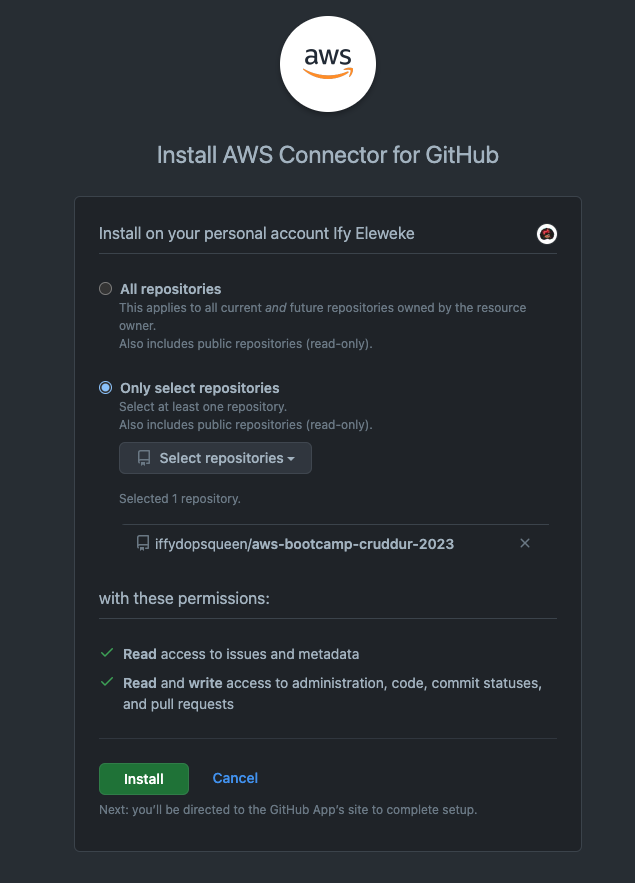 aws
Install AWS Connector for GitHub
Install on your personal account Ify Eleweke
All repositories
This applies to all current and future repositories owned by the resource
owner.
Also includes public repositories (read-only).
Only select repositories
Select at least one repository.
Also includes public repositories (read-only).
Select repositories
Selected 1 repository.
iffydopsqueen/aws-bootcamp-cruddur-2023
with these permissions:
Read access to issues and metadata
Read and write access to administration, code, commit statuses,
and pull requests
Install Cancel
Next: you’ll be directed to the GitHub App’s site to complete setup.